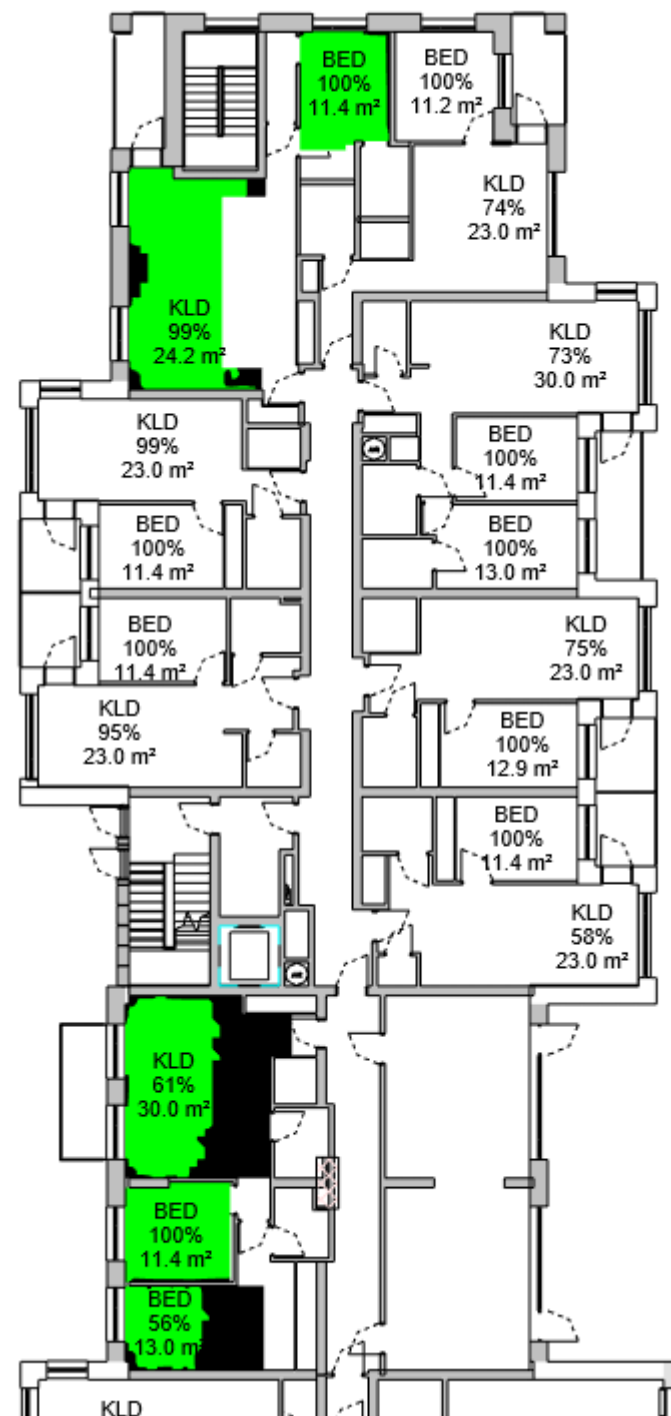 BED
100%
11.4 m²
BED
100%
11.2 m²
KLD
74%
23.0 m²
KLD
99%
24.2 m²
KLD
73%
30.0 m²
KLD
99%
23.0 m²
BED
100%
11.4 m²
BED
100%
11.4 m²
BED
100%
13.0 m²
BED
100%
11.4 m²
KLD
75%
23.0 m²
KLD
95%
23.0 m²
BED
100%
12.9 m²
BED
100%
11.4 m²
KLD
58%
23.0 m²
KLD
61%
30.0 m²
BED
100%
11.4 m²
BED
56%
13.0 m²
KLD